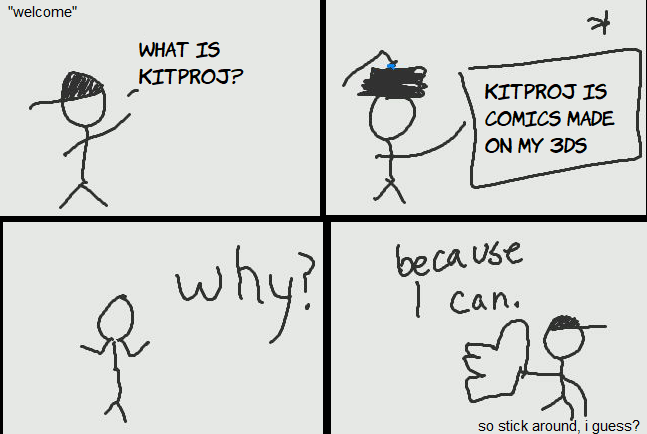 "welcome"
WHAT IS
KITPROJ?
KITPROJ IS
COMICS MADE
ON MY 3DS
why?
because
I can.
so stick around, i guess?